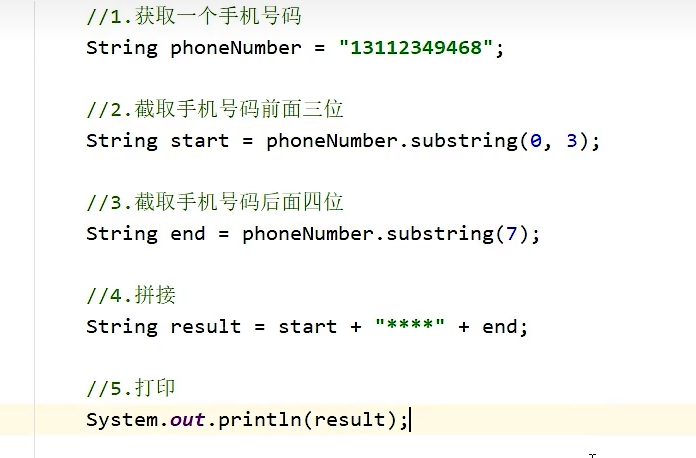 //1.获取一个手机号码
String phoneNumber = "13112349468";
//2.截取手机号码前面三位
String start = phoneNumber.substring(0, 3);
//3.截取手机号码后面四位
String end = phoneNumber.substring(7);
//4.拼接
String result = start + "****" + end;
//5.打印
System.out.println(result);